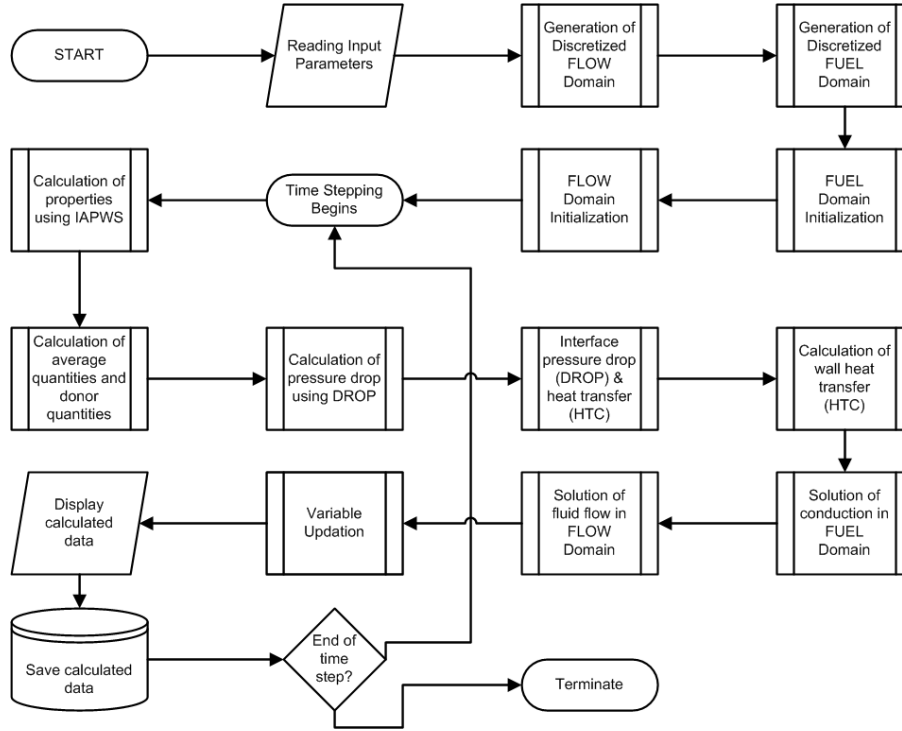 START
Reading Input
Parameters
Generation of
Discretized
FLOW
Domain
Generation of
Discretized
FUEL
Domain
Calculation of
properties
using IAPWS
Time Stepping
Begins
FLOW
Domain
Initialization
FUEL
Domain
Initialization
Calculation of
average
quantities and
donor
quantities
Calculation of
pressure drop
using DROP
Interface
pressure drop
(DROP) &
heat transfer
(HTC)
Calculation of
wall heat
transfer
(HTC)
Display
calculated
data
Variable
Updation
Solution of
fluid flow in
FLOW
Domain
Solution of
conduction in
FUEL
Domain
Save calculated
data
End of
time
step?
Terminate